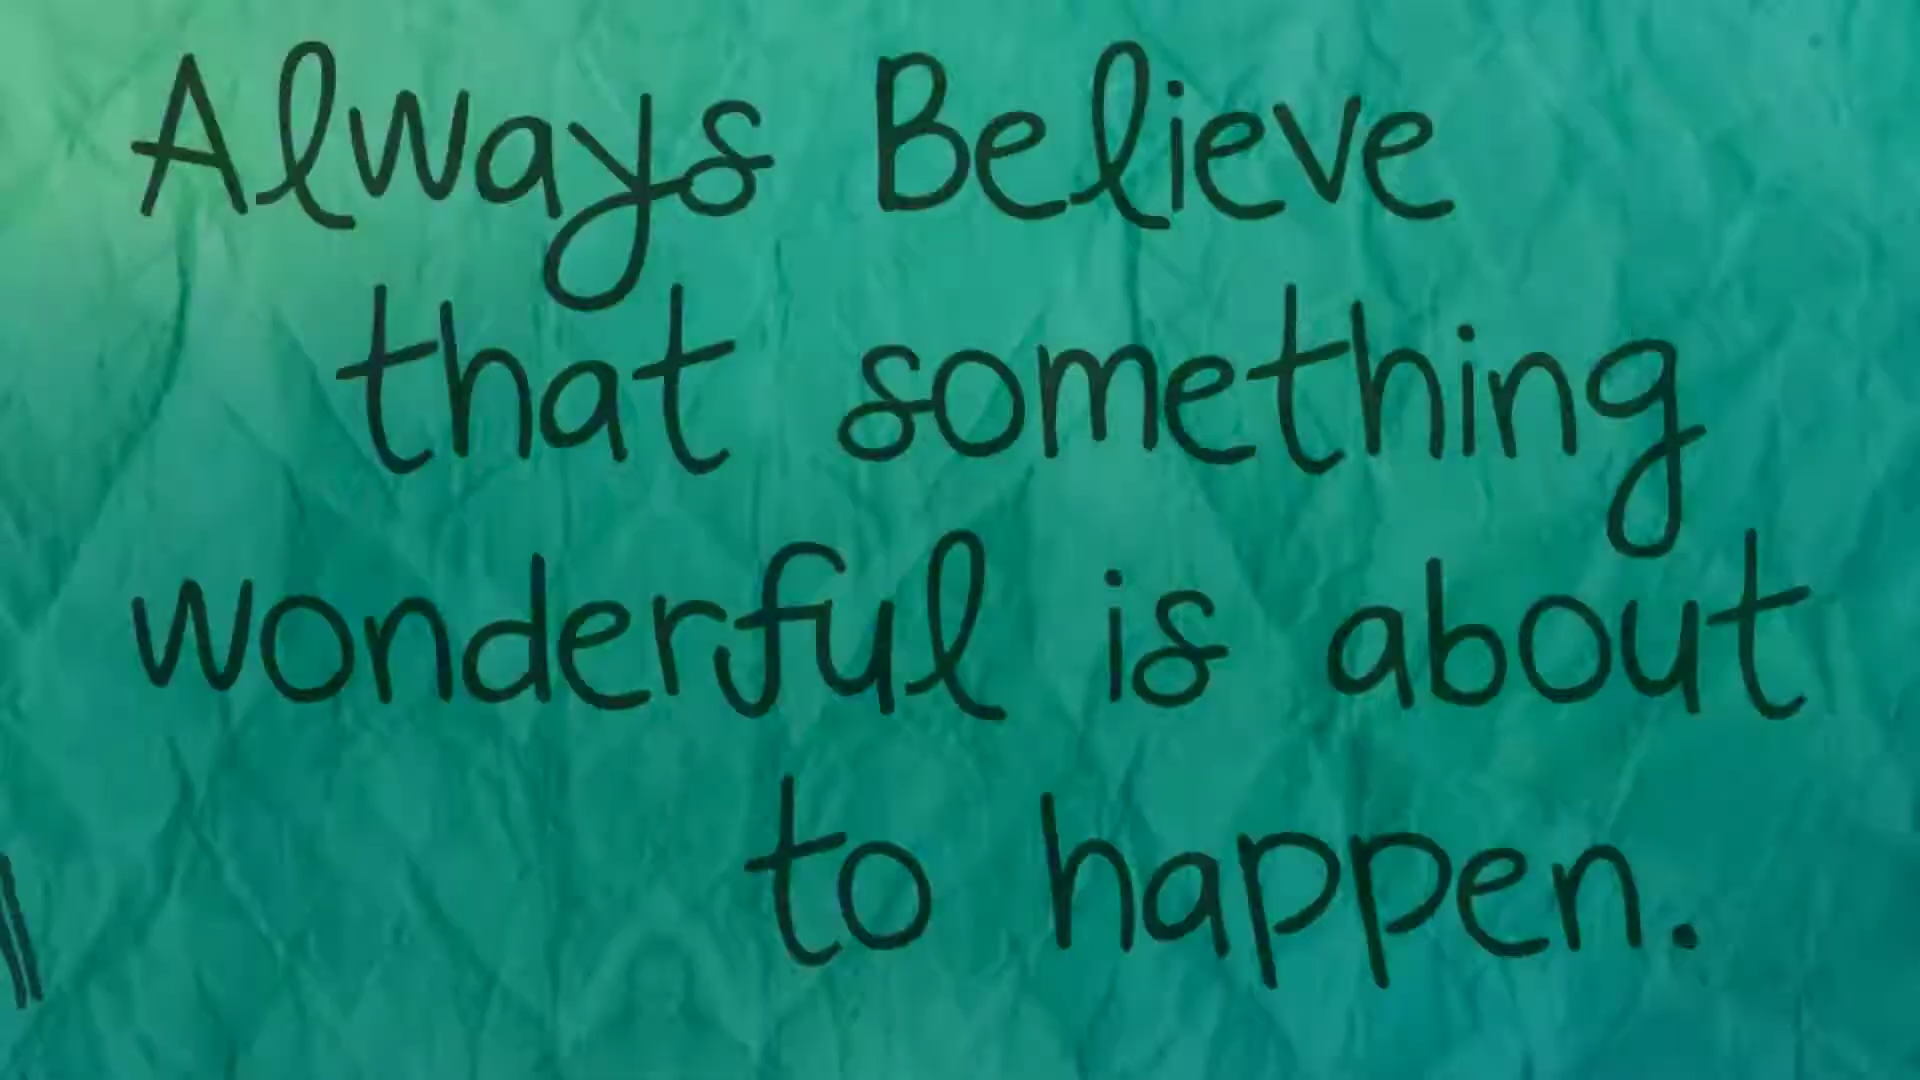 Always Believe
that something
wonderful is about
to happen.